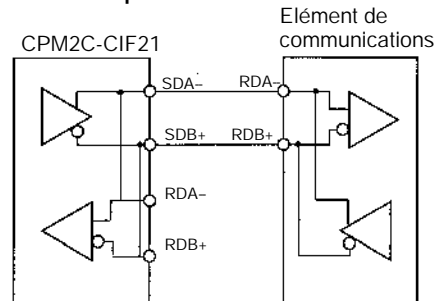 Elément de
communications
CPM2C-CIF21
SDA– RDA–
SDB+ RDB+
RDA–
RDB+